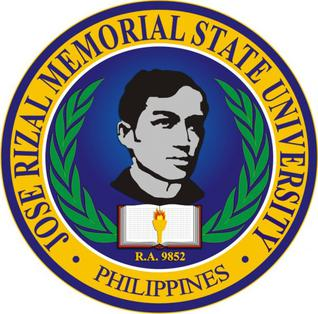 JOSE RIZAL MEMORIAL STATE UNIVERSITY
R.A. 9852
PHILIPPINES